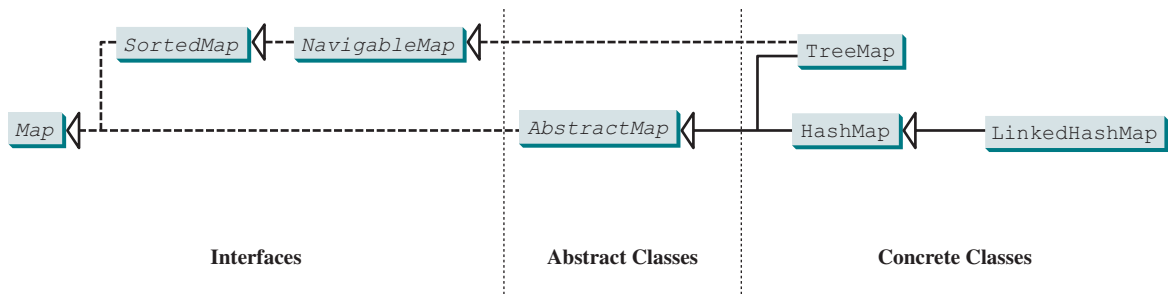 SortedMap
NavigableMap
TreeMap
Map
AbstractMap
HashMap
LinkedHashMap
Interfaces
Abstract Classes
Concrete Classes